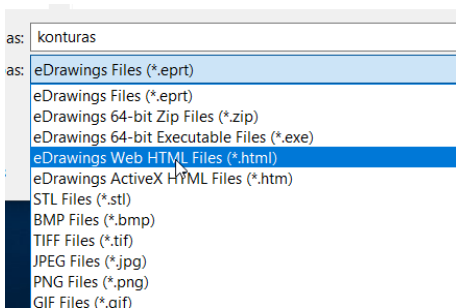 as: konturas
as: eDrawings Files (*.eprt)
eDrawings Files (*.eprt)
eDrawings 64-bit Zip Files (*.zip)
eDrawings 64-bit Executable Files (*.exe)
eDrawings Web HTML Files (*.html)
eDrawings ActiveX HTML Files (*.htm)
STL Files (*.stl)
BMP Files (*.bmp)
TIFF Files (*.tif)
JPEG Files (*.jpg)
PNG Files (*.png)
GIF Files (*.gif)